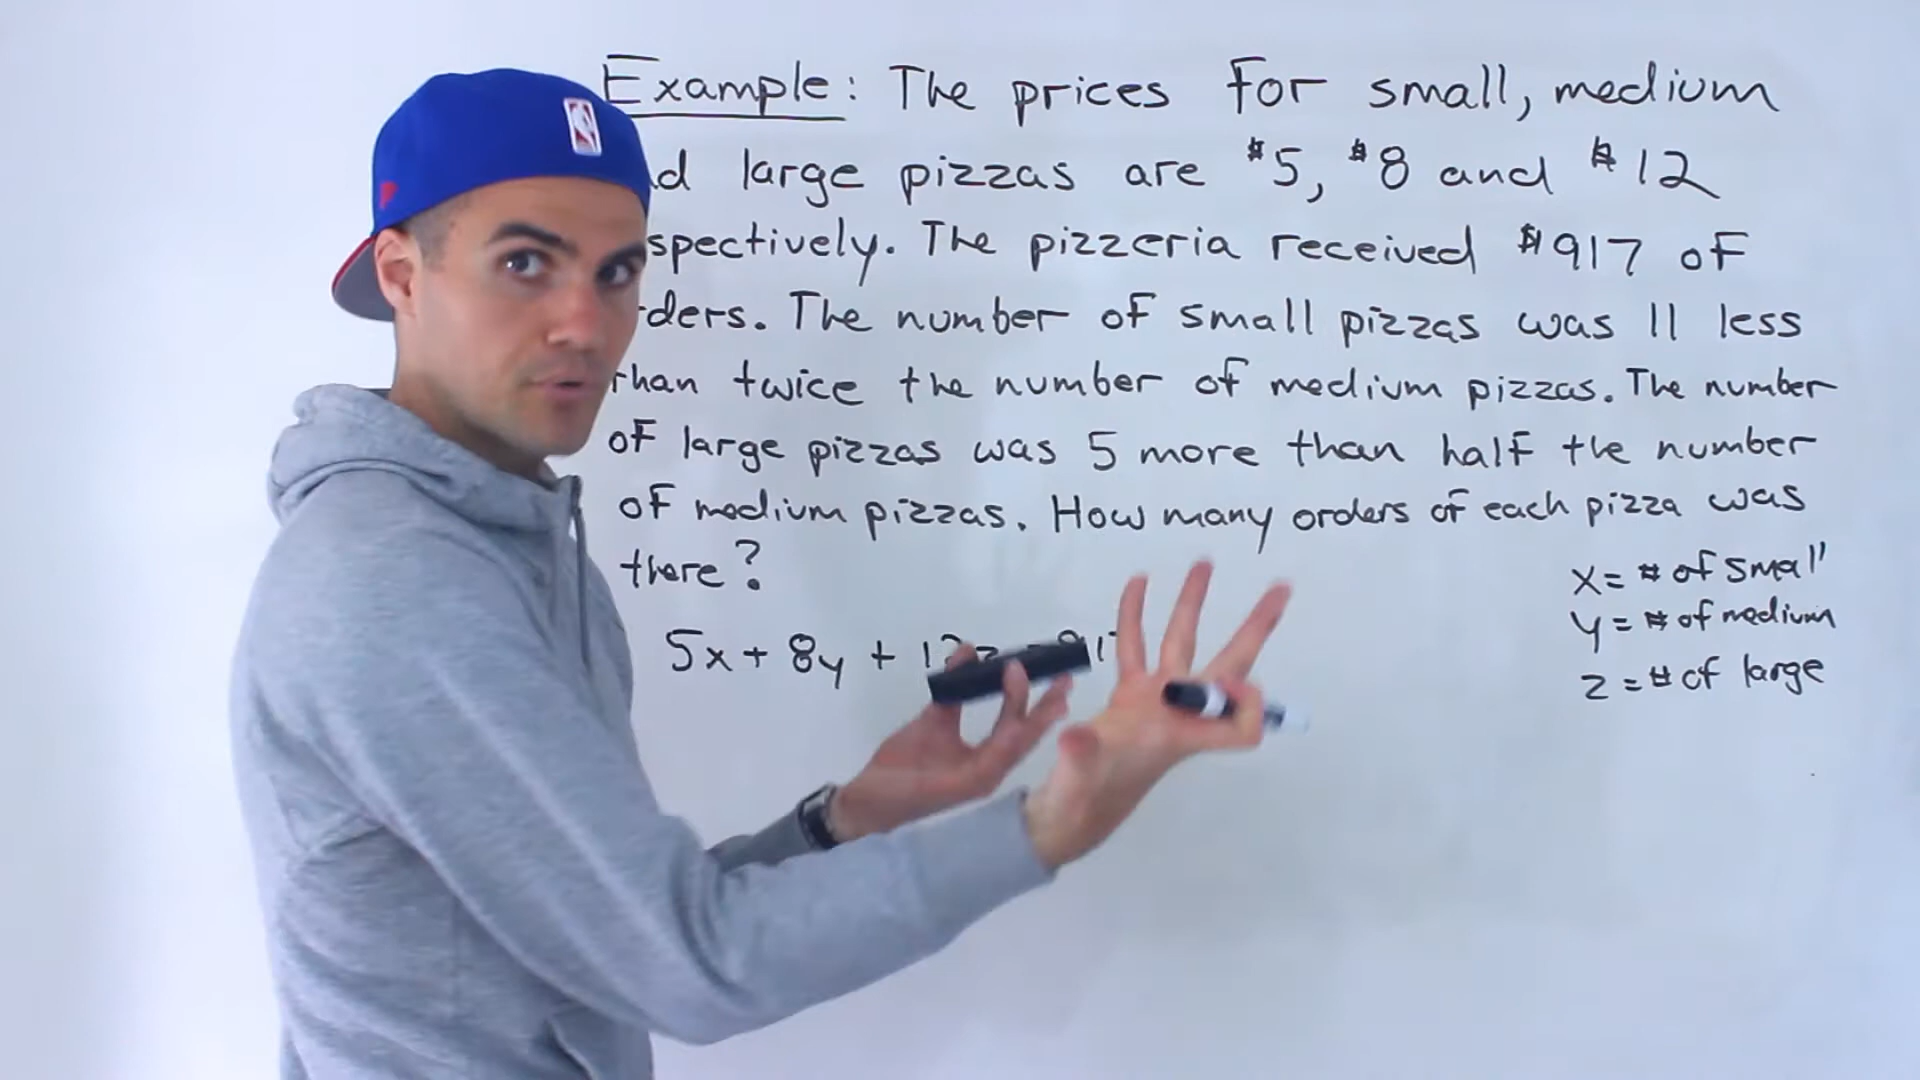 Example: The prices for small, medium
d large pizzas are $5, $8 and $12
spectively. The pizzeria received $917 of
ders. The number of small pizzas was 11 less
than twice the number of medium pizzas. The number
of large pizzas was 5 more than half the number
of medium pizzas. How many orders of each pizza was
there?
x = # of small
y = # of medium
z = # of large
5x + 8y + 12z = 917